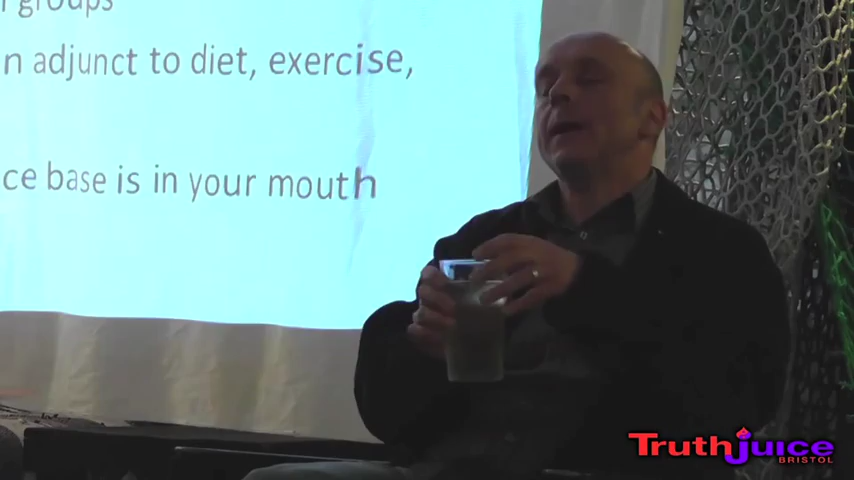 groups
n adjunct to diet, exercise,
ce base is in your mouth
Truthjuice
BRISTOL